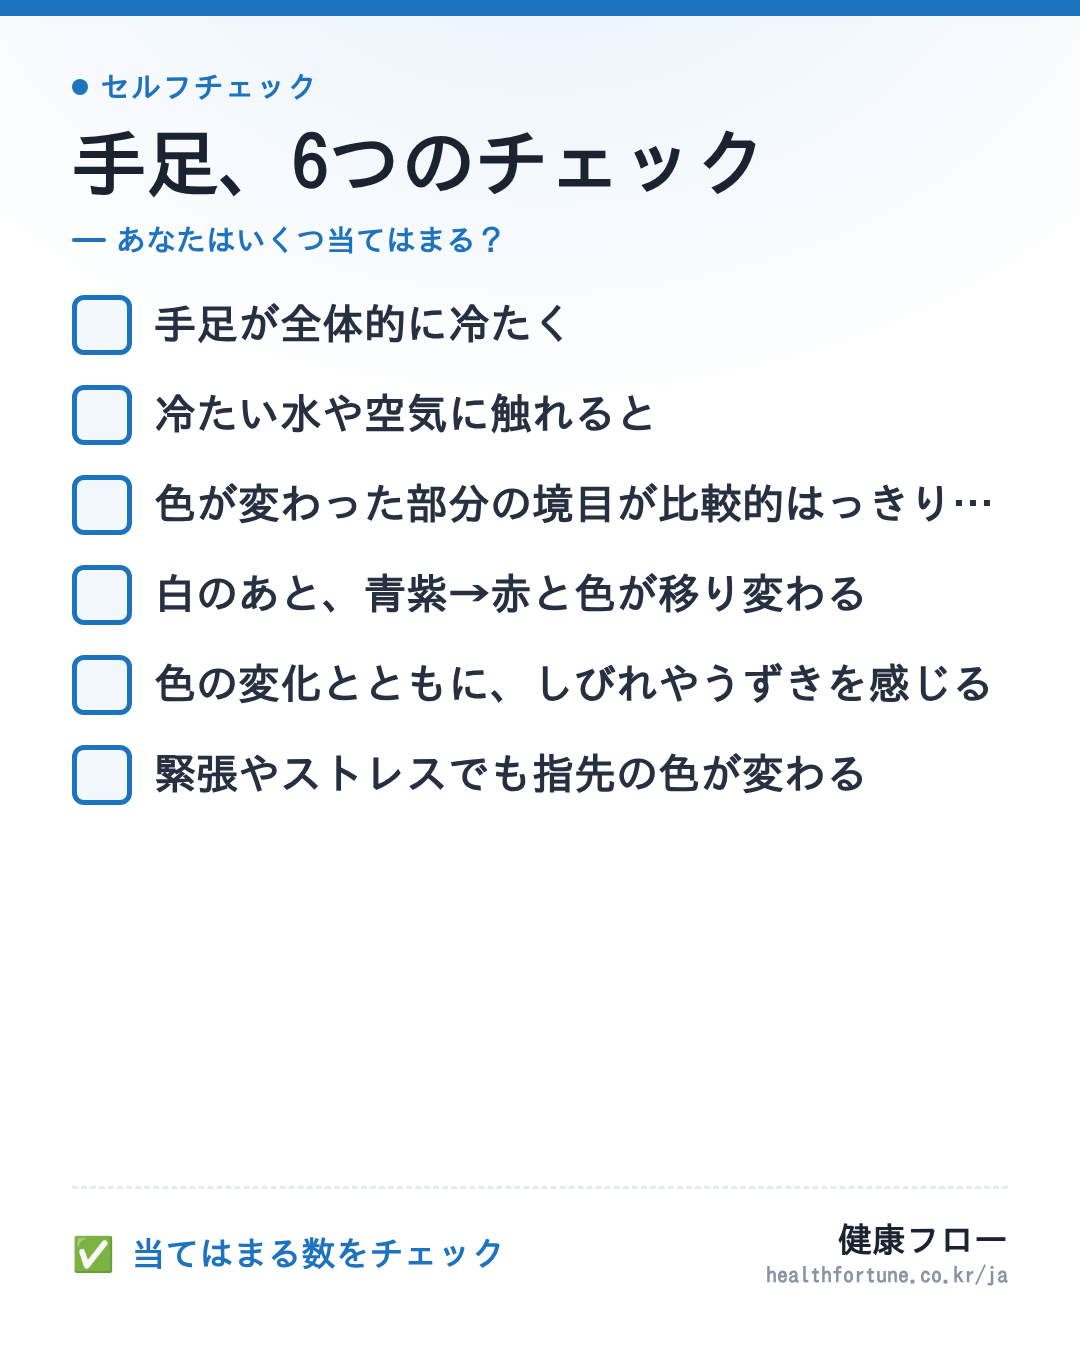 セルフチェック
手足、6つのチェック
— あなたはいくつ当てはまる？
手足が全体的に冷たく
冷たい水や空気に触れると
色が変わった部分の境目が比較的はっきり…
白のあと、青紫→赤と色が移り変わる
色の変化とともに、しびれやうずきを感じる
緊張やストレスでも指先の色が変わる
✅ 当てはまる数をチェック
健康フロー
healthfortune.co.kr/ja